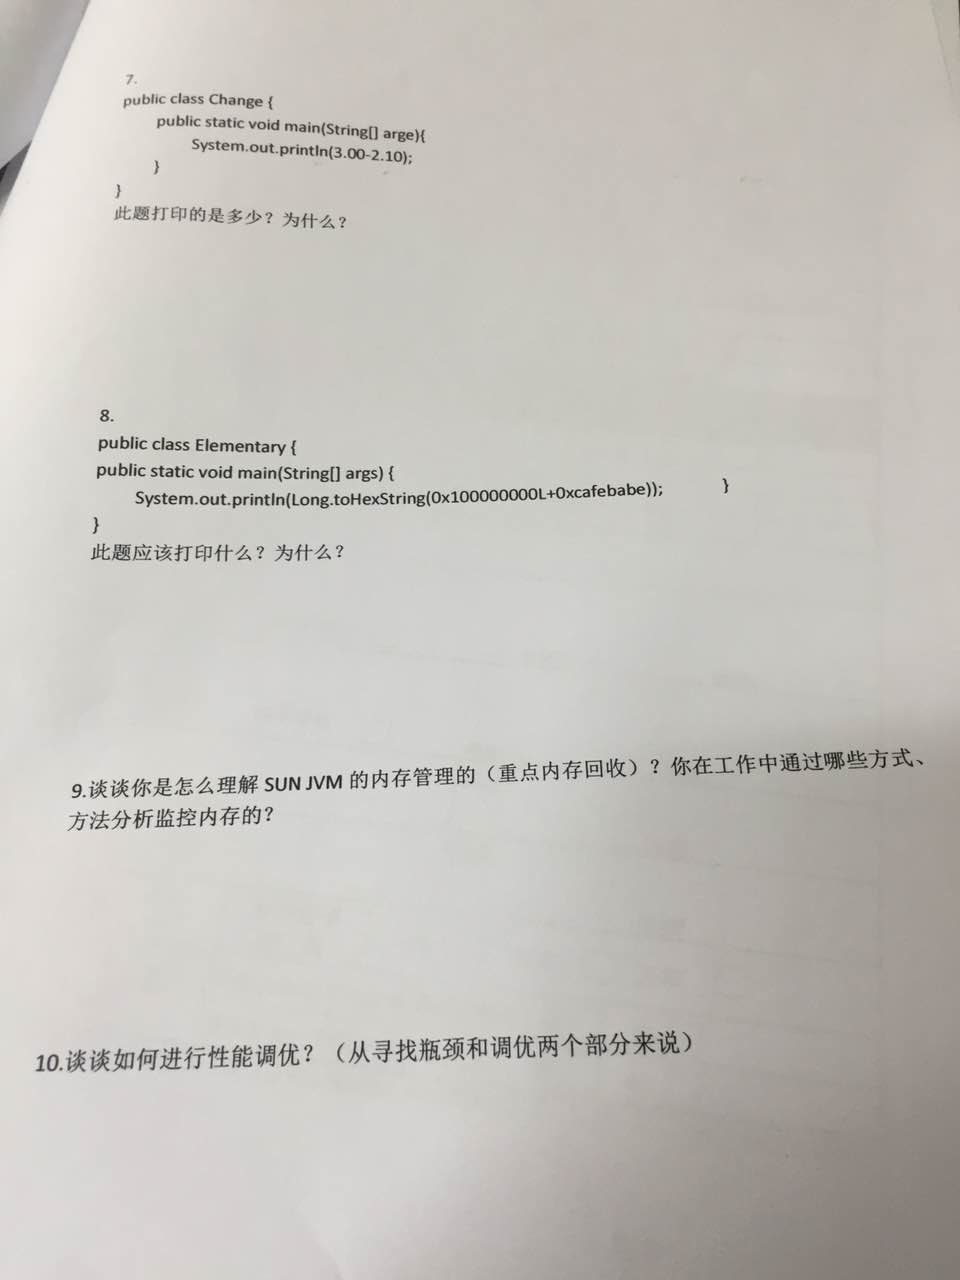 7.
public class Change {
public static void main(String[] arge){
System.out.println(3.00-2.10);
}
}
此题打印的是多少？为什么？
8.
public class Elementary {
public static void main(String[] args) {
System.out.println(Long.toHexString(0x100000000L+0xcafebabe)); }
}
此题应该打印什么？为什么？
9.谈谈你是怎么理解 SUN JVM 的内存管理的（重点内存回收）？你在工作中通过哪些方式、
方法分析监控内存的？
10.谈谈如何进行性能调优？（从寻找瓶颈和调优两个部分来说）